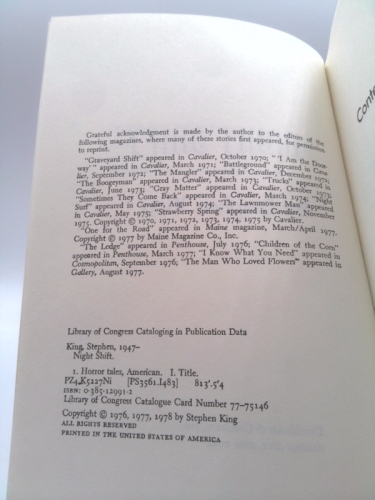 Grateful acknowledgment is made by the author to the editors of the
following magazines, where many of these stories first appeared, for permission
to reprint.
"Graveyard Shift" appeared in Cavalier, October 1970; "I Am the Door-
way" appeared in Cavalier, March 1971; "Battleground" appeared in Cava-
lier, September 1972; "The Mangler" appeared in Cavalier, December 1972;
"The Boogeyman" appeared in Cavalier, March 1973; "Trucks" appeared in
Cavalier, June 1973; "Gray Matter" appeared in Cavalier, October 1973;
"Sometimes They Come Back" appeared in Cavalier, March 1974; "Night
Surf" appeared in Cavalier, August 1974; "The Lawnmower Man" appeared
in Cavalier, May 1975; "Strawberry Spring" appeared in Cavalier, November
1975. Copyright © 1970, 1971, 1972, 1973, 1974, 1975 by Cavalier.
"One for the Road" appeared in Maine magazine, March/April 1977.
Copyright © 1977 by Maine Magazine Co., Inc.
"The Ledge" appeared in Penthouse, July 1976; "Children of the Corn"
appeared in Penthouse, March 1977; "I Know What You Need" appeared in
Cosmopolitan, September 1976; "The Man Who Loved Flowers" appeared in
Gallery, August 1977.
Library of Congress Cataloging in Publication Data
King, Stephen, 1947–
Night Shift.
1. Horror tales, American. I. Title.
PZ4.K5227Ni [PS3561.I483] 813'.5'4
ISBN: 0-385-12991-2
Library of Congress Catalogue Card Number 77–75146
Copyright © 1976, 1977, 1978 by Stephen King
ALL RIGHTS RESERVED
PRINTED IN THE UNITED STATES OF AMERICA
Conte